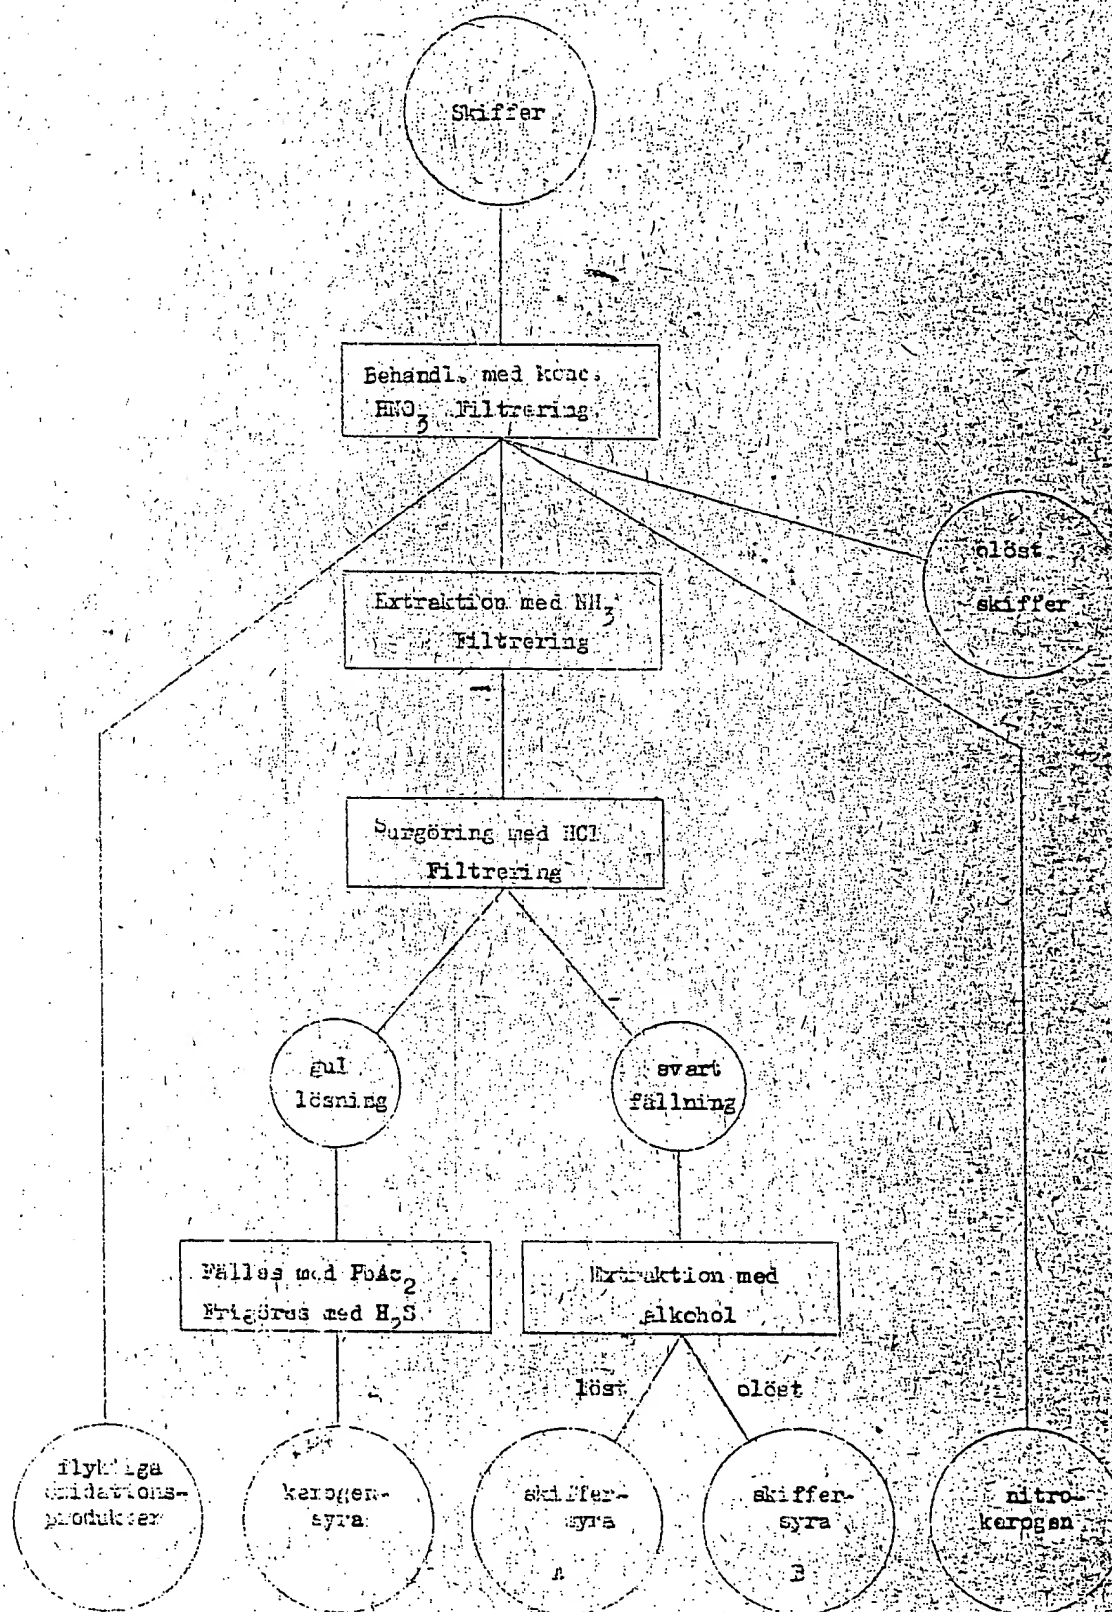 Skiffer
Behandl. med konc.
HNO3 Filtrering
olöst
skiffer
Extraktion med NH3
Filtrering
Surgöring med HCl
Filtrering
gul
lösning
svart
fällning
Fälles med PbAc2
Frigöres med H2S
Extraktion med
alkohol
löst
olöst
flyktiga
oxidations-
produkter
kerogen-
syra
skiffer-
syra
A
skiffer-
syra
B
nitro-
kerogen